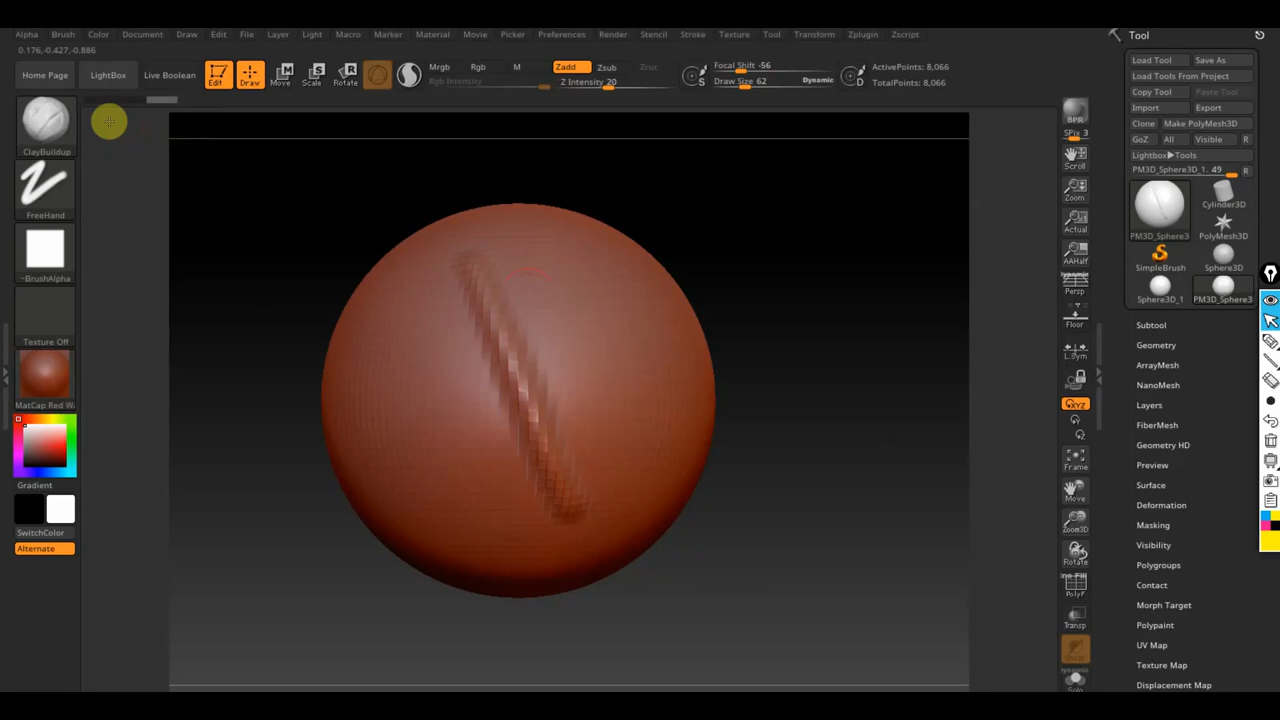 Alpha Brush Color Document Draw Edit File Layer Light Macro Marker Material Movie Picker Preferences Render Stencil Stroke Texture Tool Transform Zplugin Zscript
Tool
0.176,-0.427,-0.886
Home Page LightBox Live Boolean Edit Draw Move Scale Rotate
Mrgb Rgb M Zadd Zsub Zcut
Rgb Intensity Z Intensity 20
S Focal Shift -56
Draw Size 62 Dynamic D
ActivePoints: 8,066
TotalPoints: 8,066
ClayBuildup
FreeHand
~BrushAlpha
Texture Off
MatCap Red Wa
Gradient
SwitchColor
Alternate
BPR
SPix 3
Scroll
Zoom
Actual
AAHalf
Dynamic
Persp
Floor
L.Sym
XYZ
Y
Z
Frame
Move
Zoom3D
Rotate
PolyF
Transp
Ghost
Dynamic
Solo
Load Tool Save As
Load Tools From Project
Copy Tool Paste Tool
Import Export
Clone Make PolyMesh3D
GoZ All Visible R
Lightbox▶Tools
PM3D_Sphere3D_1. 49 R
PM3D_Sphere3 Cylinder3D
PolyMesh3D
SimpleBrush Sphere3D
Sphere3D_1 PM3D_Sphere3
Subtool
Geometry
ArrayMesh
NanoMesh
Layers
FiberMesh
Geometry HD
Preview
Surface
Deformation
Masking
Visibility
Polygroups
Contact
Morph Target
Polypaint
UV Map
Texture Map
Displacement Map